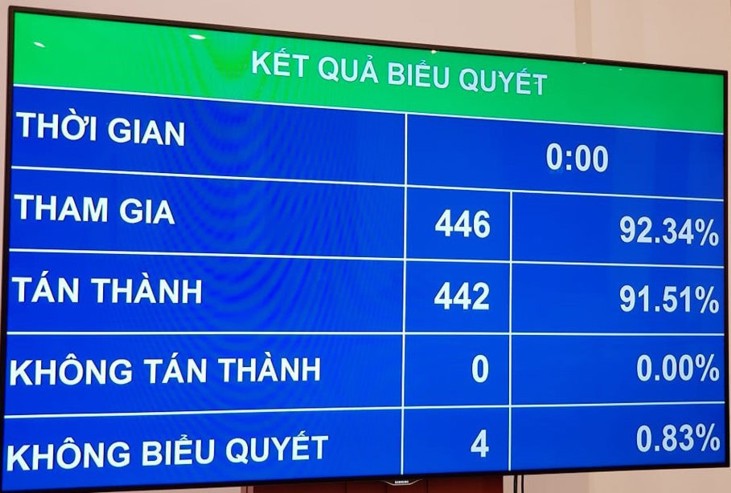 KẾT QUẢ BIỂU QUYẾT
THỜI GIAN 0:00
THAM GIA 446 92.34%
TÁN THÀNH 442 91.51%
KHÔNG TÁN THÀNH 0 0.00%
KHÔNG BIỂU QUYẾT 4 0.83%
SAMSUNG